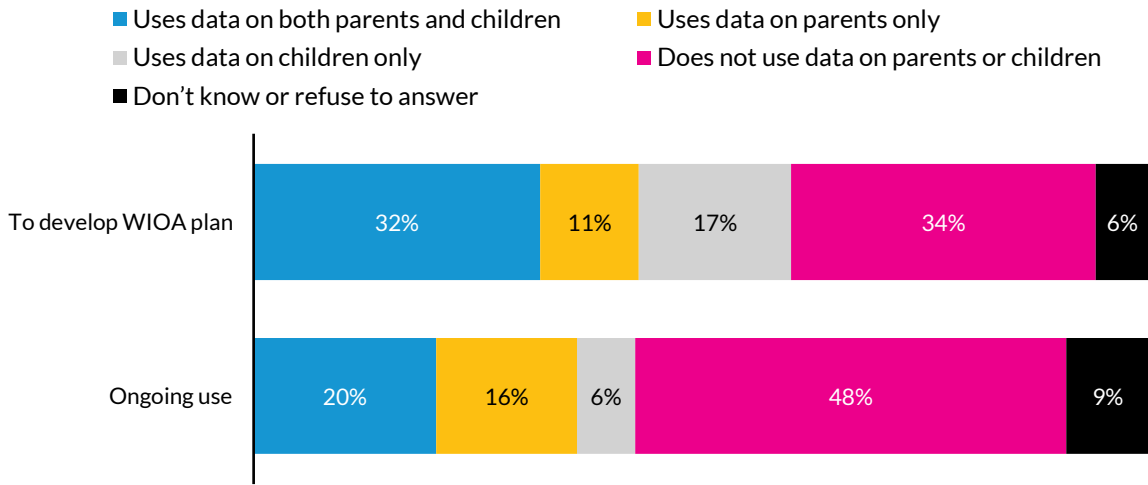 Uses data on both parents and children Uses data on parents only
Uses data on children only Does not use data on parents or children
Don’t know or refuse to answer
To develop WIOA plan 32% 11% 17% 34% 6%
Ongoing use 20% 16% 6% 48% 9%